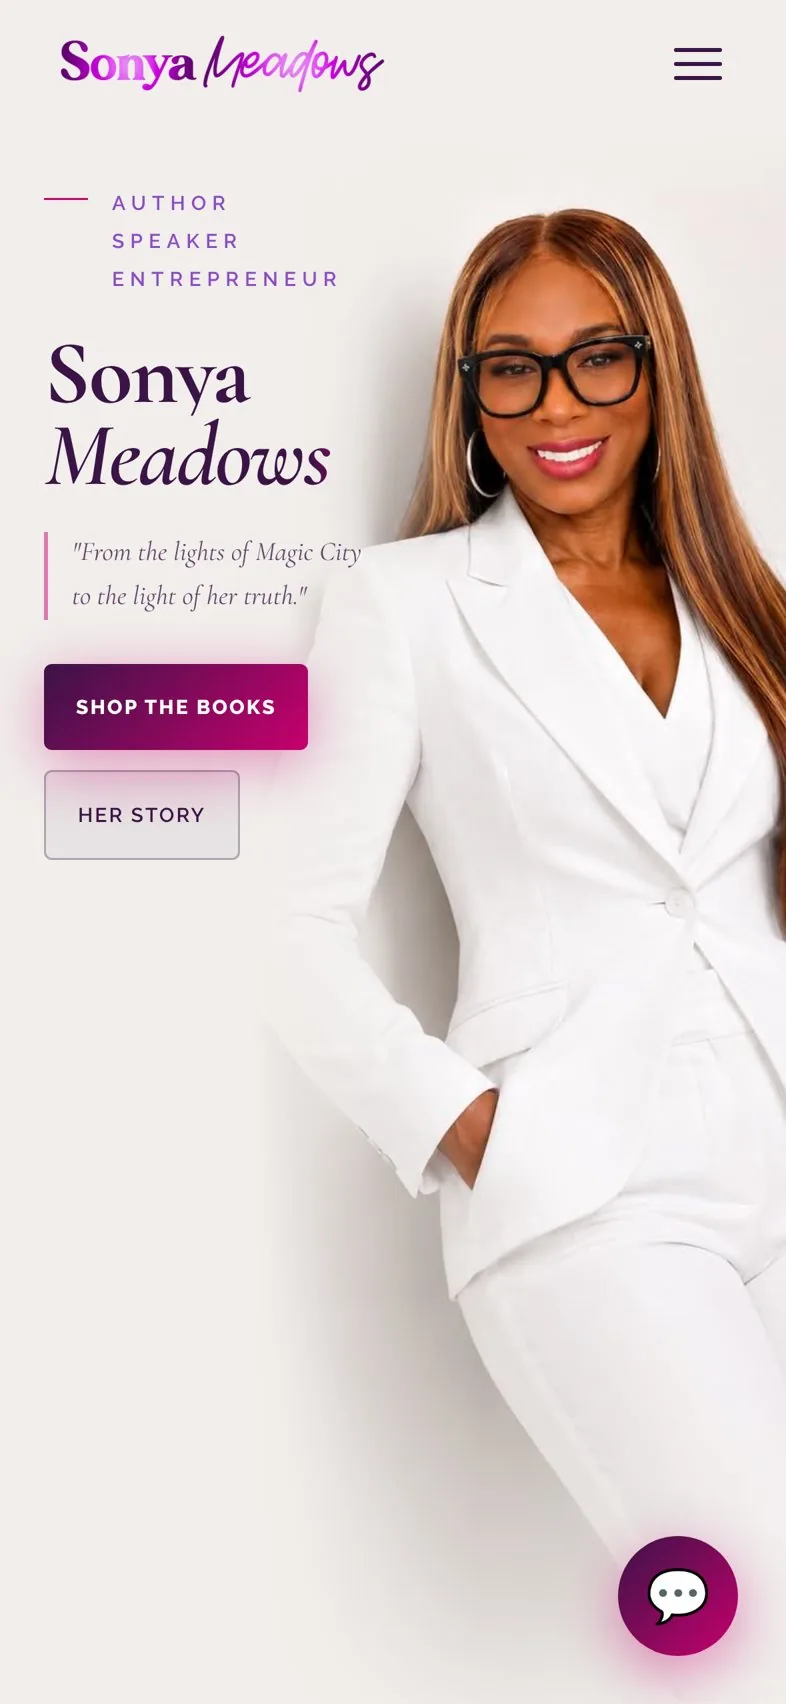 Sonya Meadows
AUTHOR
SPEAKER
ENTREPRENEUR
Sonya
Meadows
"From the lights of Magic City
to the light of her truth."
SHOP THE BOOKS
HER STORY